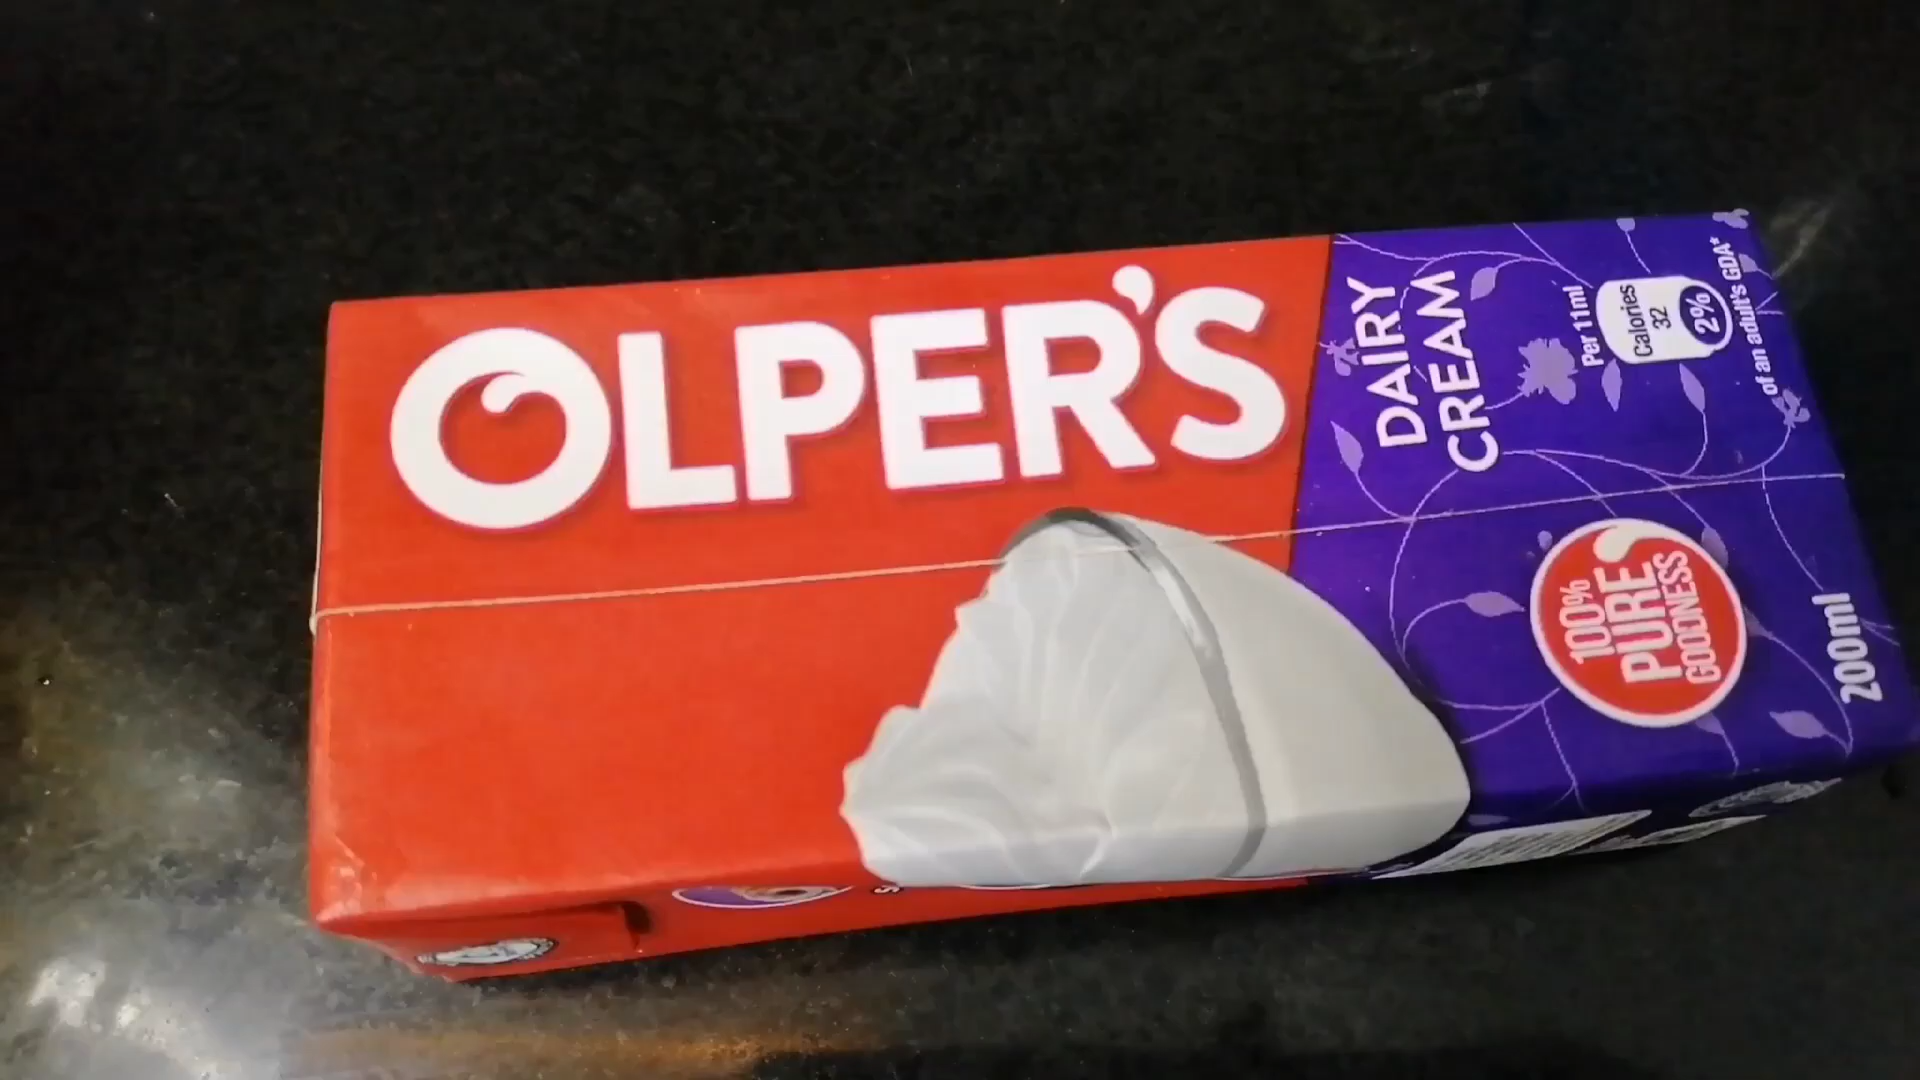 OLPER'S
DAIRY
CREAM
Per 11ml
Calories
32
2%
of an adult's GDA*
100%
PURE
GOODNESS
200ml